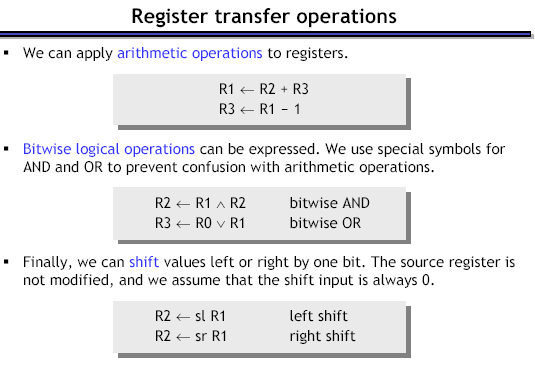 Register transfer operations
▪ We can apply arithmetic operations to registers.
R1 ← R2 + R3
R3 ← R1 − 1
▪ Bitwise logical operations can be expressed. We use special symbols for
AND and OR to prevent confusion with arithmetic operations.
R2 ← R1 ∧ R2 bitwise AND
R3 ← R0 ∨ R1 bitwise OR
▪ Finally, we can shift values left or right by one bit. The source register is
not modified, and we assume that the shift input is always 0.
R2 ← sl R1 left shift
R2 ← sr R1 right shift